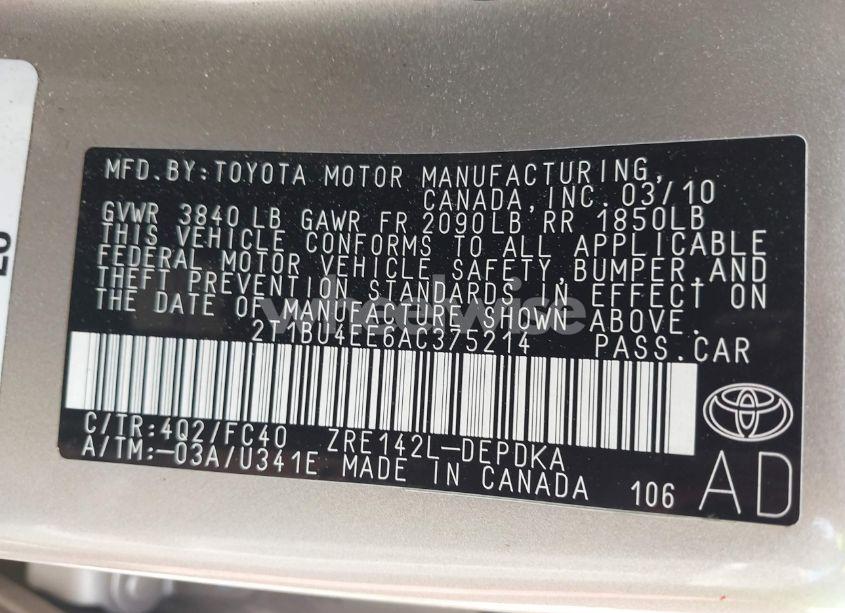 MFD.BY:TOYOTA MOTOR MANUFACTURING,
CANADA,INC.03/10
GVWR 3840 LB GAWR FR 2090LB,RR 1850LB
THIS VEHICLE CONFORMS TO ALL APPLICABLE
FEDERAL MOTOR VEHICLE SAFETY,BUMPER,AND
THEFT PREVENTION STANDARDS IN EFFECT ON
THE DATE OF MANUFACTURE SHOWN ABOVE.
2T1BU4EE6AC375214 PASS.CAR
C/TR:4Q2/FC40 ZRE142L-DEPDKA
A/TM:-03A/U341E MADE IN CANADA 106
AD
wheelwise